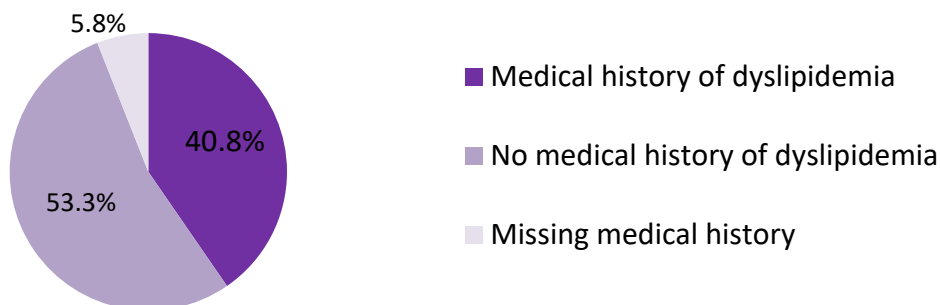 5.8%
40.8%
53.3%
Medical history of dyslipidemia
No medical history of dyslipidemia
Missing medical history